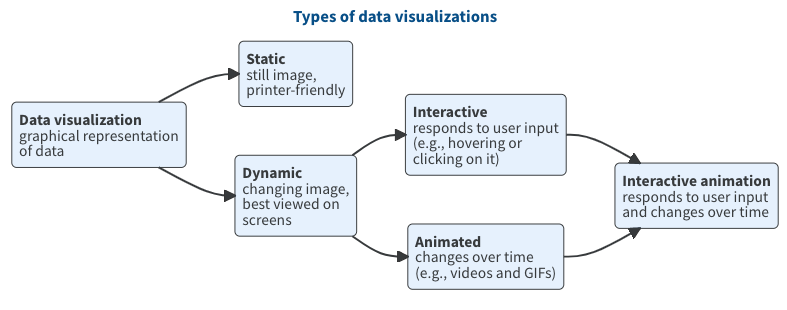 Types of data visualizations
Data visualization
graphical representation
of data
Static
still image,
printer-friendly
Dynamic
changing image,
best viewed on
screens
Interactive
responds to user input
(e.g., hovering or
clicking on it)
Animated
changes over time
(e.g., videos and GIFs)
Interactive animation
responds to user input
and changes over time